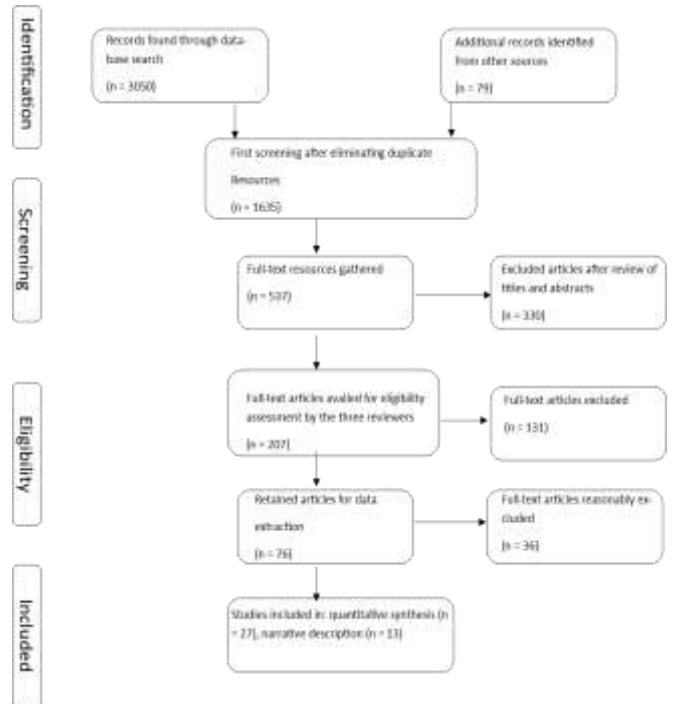 Identification
Records found through data-
base search
(n = 3050)
Additional records identified
from other sources
(n = 79)
First screening after eliminating duplicate
Resources
(n = 1635)
Screening
Full-text resources gathered
(n = 537)
Excluded articles after review of
titles and abstracts
(n = 330)
Eligibility
Full-text articles availed for eligibility
assessment by the three reviewers
(n = 207)
Full-text articles excluded
(n = 131)
Retained articles for data
extraction
(n = 76)
Full-text articles reasonably ex-
cluded
(n = 36)
Included
Studies included in: quantitative synthesis (n
= 27), narrative description (n = 13)